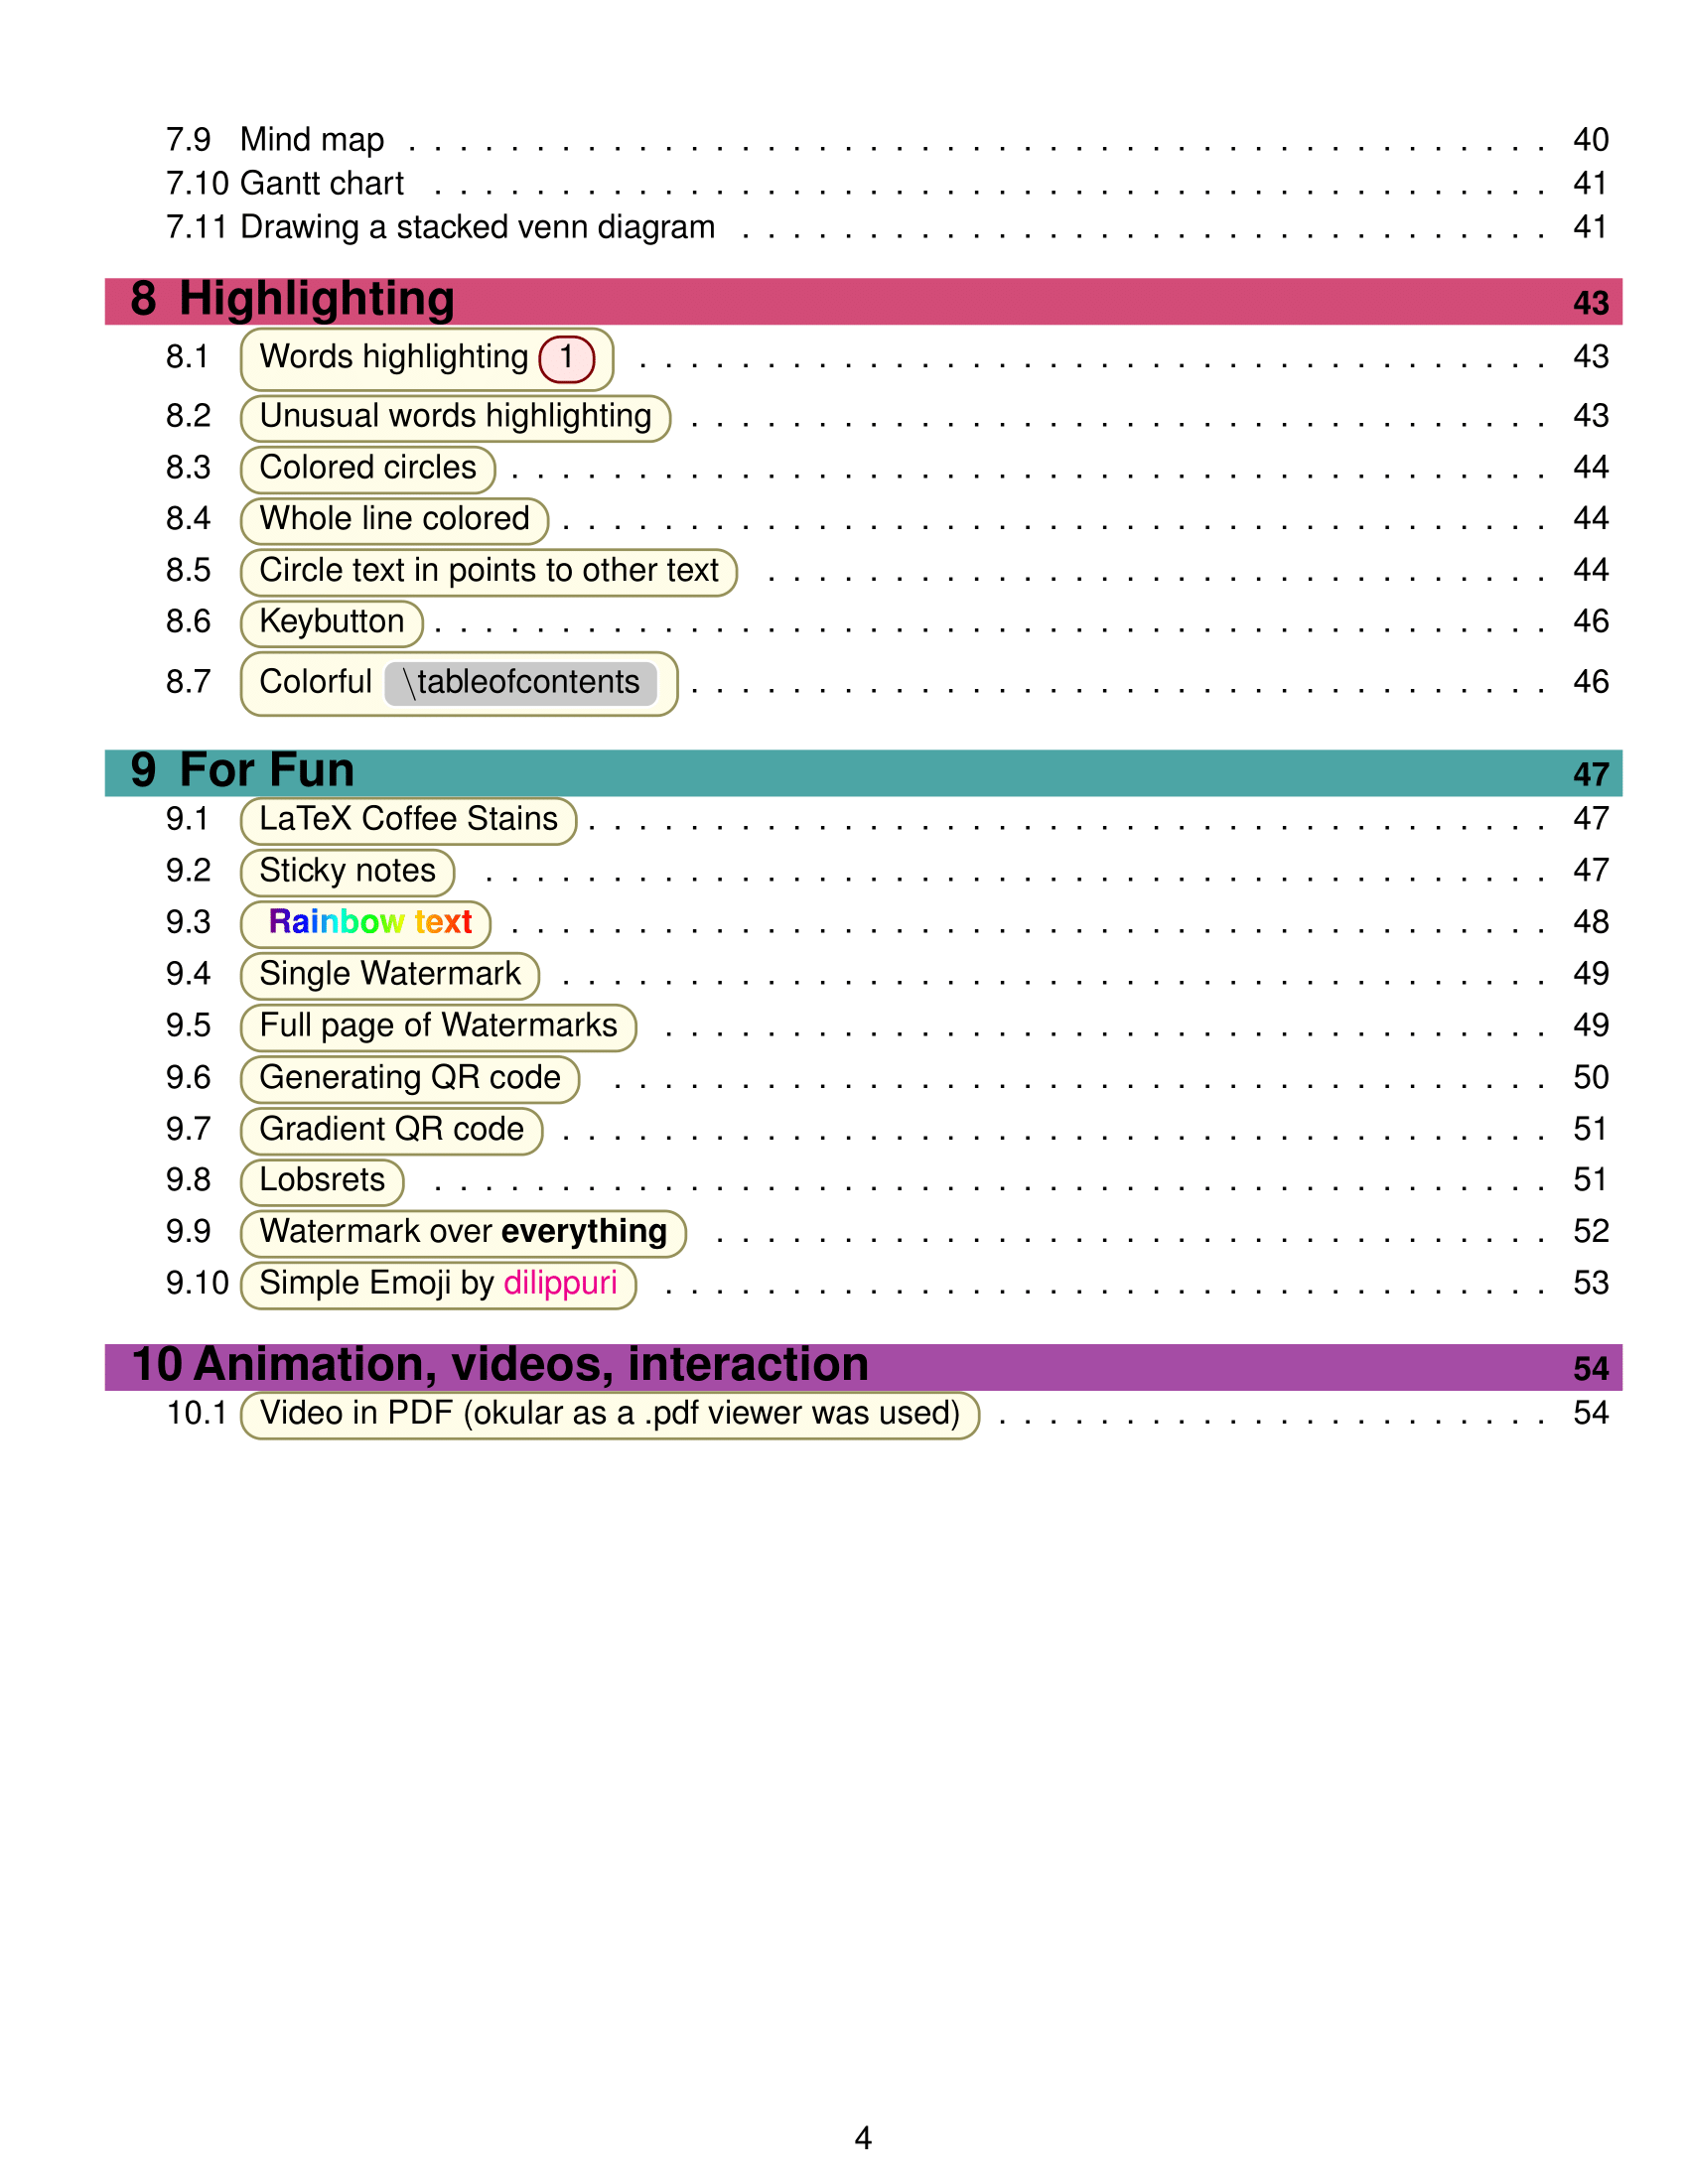 7.9 Mind map . . . . . . . . . . . . . . . . . . . . . . . . . . . . . . . . . . . . . . . . . . . . . 40
7.10 Gantt chart . . . . . . . . . . . . . . . . . . . . . . . . . . . . . . . . . . . . . . . . . . . . 41
7.11 Drawing a stacked venn diagram . . . . . . . . . . . . . . . . . . . . . . . . . . . . . . . . 41
8 Highlighting 43
8.1 Words highlighting 1 . . . . . . . . . . . . . . . . . . . . . . . . . . . . . . . . . . . . 43
8.2 Unusual words highlighting . . . . . . . . . . . . . . . . . . . . . . . . . . . . . . . . . . 43
8.3 Colored circles . . . . . . . . . . . . . . . . . . . . . . . . . . . . . . . . . . . . . . . . . 44
8.4 Whole line colored . . . . . . . . . . . . . . . . . . . . . . . . . . . . . . . . . . . . . . . 44
8.5 Circle text in points to other text . . . . . . . . . . . . . . . . . . . . . . . . . . . . . . . 44
8.6 Keybutton . . . . . . . . . . . . . . . . . . . . . . . . . . . . . . . . . . . . . . . . . . . . 46
8.7 Colorful \tableofcontents . . . . . . . . . . . . . . . . . . . . . . . . . . . . . . . . . . 46
9 For Fun 47
9.1 LaTeX Coffee Stains . . . . . . . . . . . . . . . . . . . . . . . . . . . . . . . . . . . . . . 47
9.2 Sticky notes . . . . . . . . . . . . . . . . . . . . . . . . . . . . . . . . . . . . . . . . . . 47
9.3 Rainbow text . . . . . . . . . . . . . . . . . . . . . . . . . . . . . . . . . . . . . . . . . 48
9.4 Single Watermark . . . . . . . . . . . . . . . . . . . . . . . . . . . . . . . . . . . . . . . 49
9.5 Full page of Watermarks . . . . . . . . . . . . . . . . . . . . . . . . . . . . . . . . . . . 49
9.6 Generating QR code . . . . . . . . . . . . . . . . . . . . . . . . . . . . . . . . . . . . . 50
9.7 Gradient QR code . . . . . . . . . . . . . . . . . . . . . . . . . . . . . . . . . . . . . . . 51
9.8 Lobsrets . . . . . . . . . . . . . . . . . . . . . . . . . . . . . . . . . . . . . . . . . . . . 51
9.9 Watermark over everything . . . . . . . . . . . . . . . . . . . . . . . . . . . . . . . . . 52
9.10 Simple Emoji by dilippuri . . . . . . . . . . . . . . . . . . . . . . . . . . . . . . . . . . . 53
10 Animation, videos, interaction 54
10.1 Video in PDF (okular as a .pdf viewer was used) . . . . . . . . . . . . . . . . . . . . . . 54
4